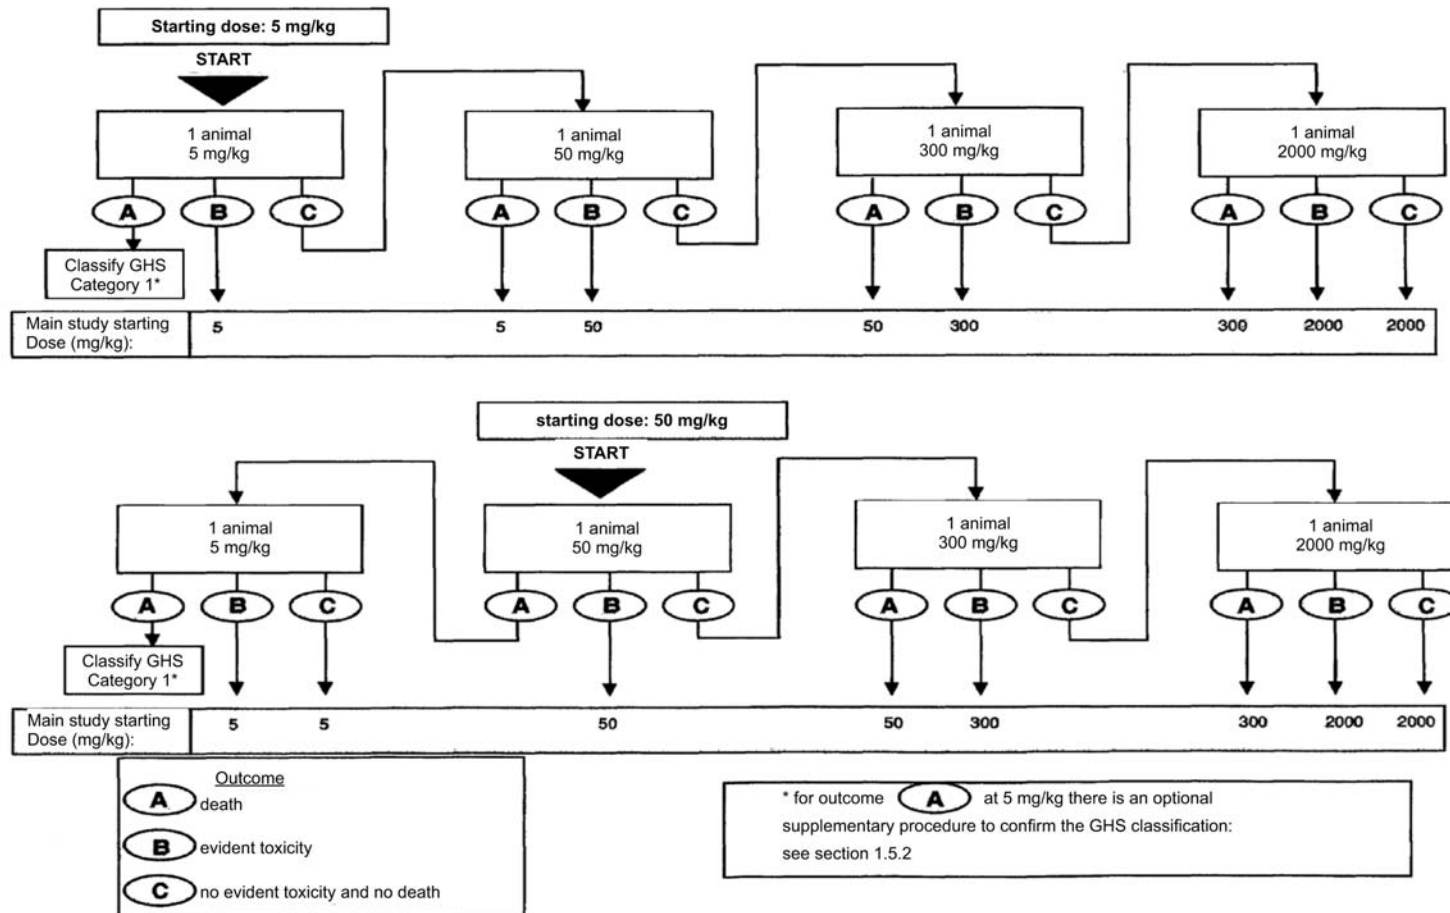 Starting dose: 5 mg/kg
START
1 animal
5 mg/kg
1 animal
50 mg/kg
1 animal
300 mg/kg
1 animal
2000 mg/kg
A B C A B C A B C A B C
Classify GHS
Category 1*
Main study starting
Dose (mg/kg):
5 5 50 50 300 300 2000 2000
starting dose: 50 mg/kg
START
1 animal
5 mg/kg
1 animal
50 mg/kg
1 animal
300 mg/kg
1 animal
2000 mg/kg
A B C A B C A B C A B C
Classify GHS
Category 1*
Main study starting
Dose (mg/kg):
5 5 50 50 300 300 2000 2000
Outcome
A death
B evident toxicity
C no evident toxicity and no death
* for outcome A at 5 mg/kg there is an optional
supplementary procedure to confirm the GHS classification:
see section 1.5.2